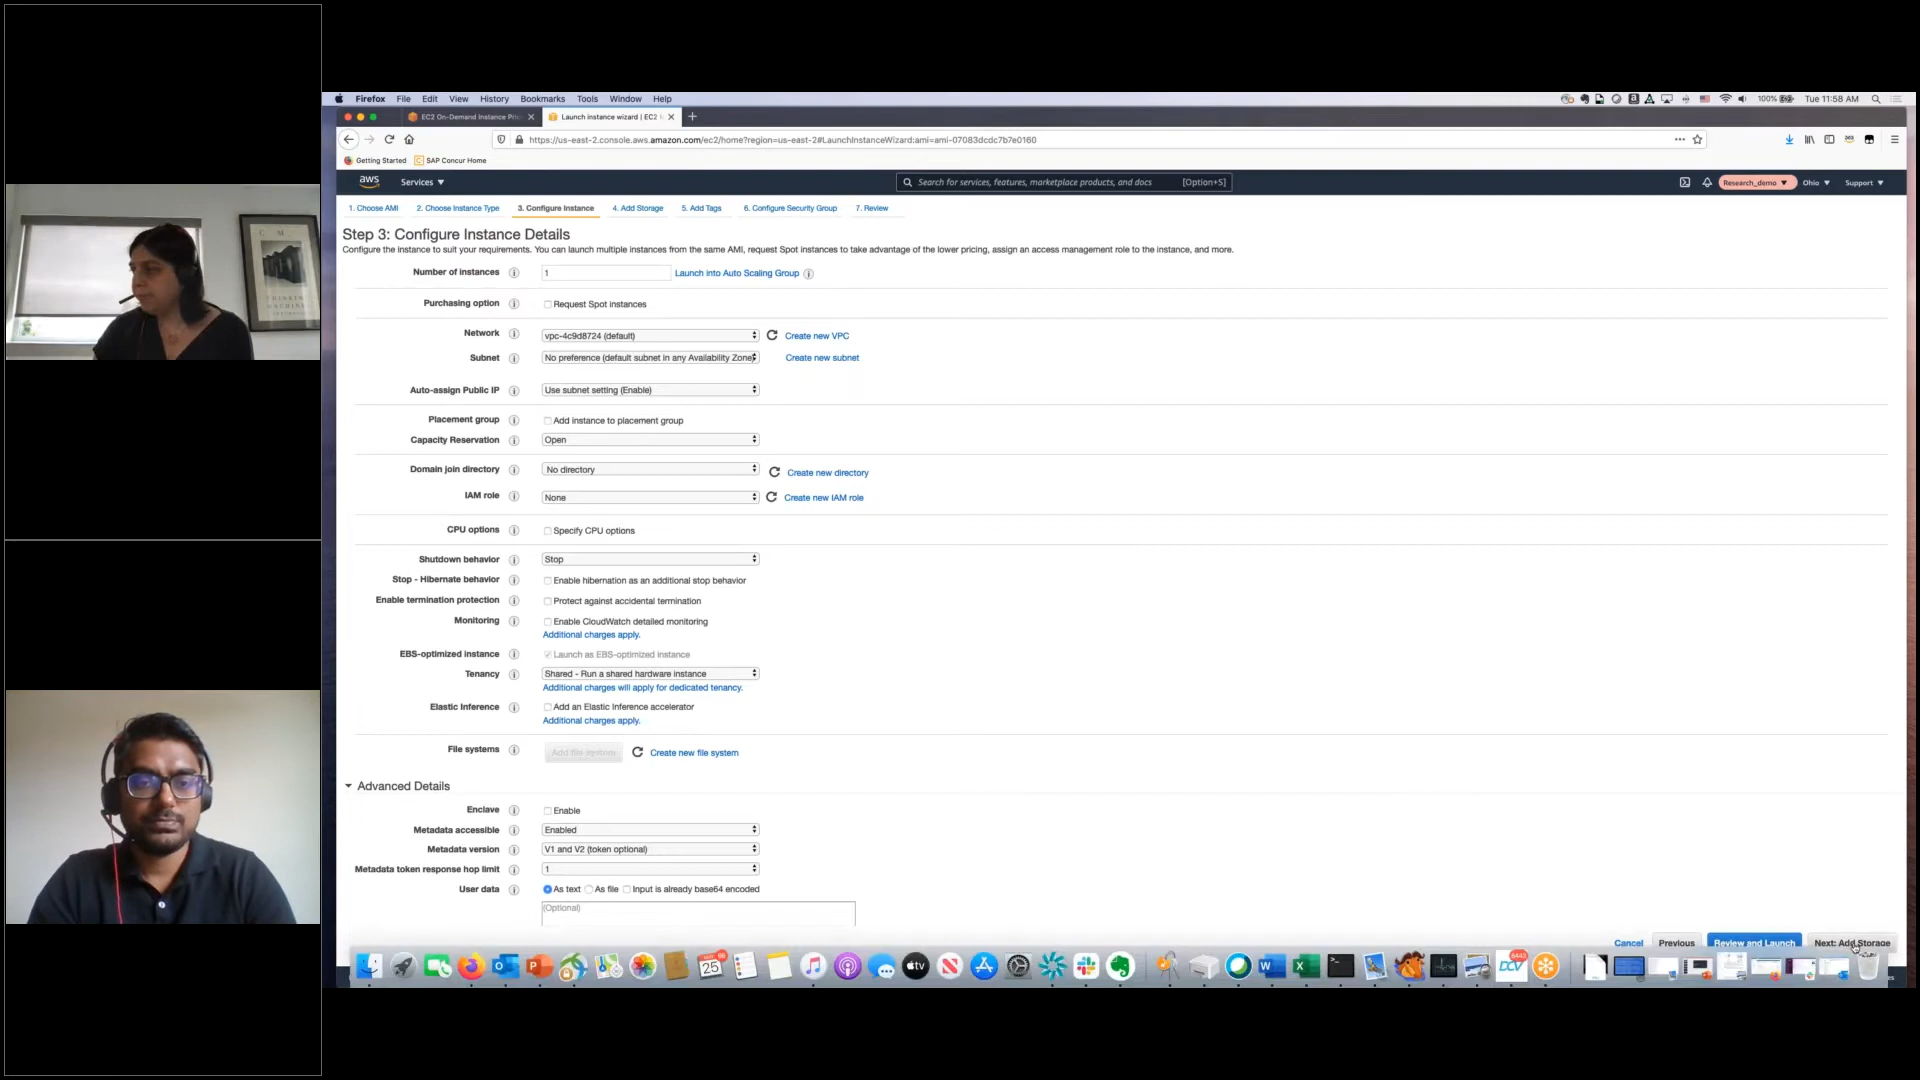 Firefox File Edit View History Bookmarks Tools Window Help
100% Tue 11:58 AM
EC2 On-Demand Instance Pric
Launch instance wizard | EC2
https://us-east-2.console.aws.amazon.com/ec2/home?region=us-east-2#LaunchInstanceWizard:ami=ami-07083dcdc7b7e0160
Getting Started SAP Concur Home
aws Services Search for services, features, marketplace products, and docs [Option+S] Research_demo Ohio Support
1. Choose AMI 2. Choose Instance Type 3. Configure Instance 4. Add Storage 5. Add Tags 6. Configure Security Group 7. Review
Step 3: Configure Instance Details
Configure the instance to suit your requirements. You can launch multiple instances from the same AMI, request Spot instances to take advantage of the lower pricing, assign an access management role to the instance, and more.
Number of instances 1 Launch into Auto Scaling Group
Purchasing option Request Spot instances
Network vpc-4c9d8724 (default) Create new VPC
Subnet No preference (default subnet in any Availability Zone) Create new subnet
Auto-assign Public IP Use subnet setting (Enable)
Placement group Add instance to placement group
Capacity Reservation Open
Domain join directory No directory Create new directory
IAM role None Create new IAM role
CPU options Specify CPU options
Shutdown behavior Stop
Stop - Hibernate behavior Enable hibernation as an additional stop behavior
Enable termination protection Protect against accidental termination
Monitoring Enable CloudWatch detailed monitoring
Additional charges apply.
EBS-optimized instance Launch as EBS-optimized instance
Tenancy Shared - Run a shared hardware instance
Additional charges will apply for dedicated tenancy.
Elastic Inference Add an Elastic Inference accelerator
Additional charges apply.
File systems Add file system Create new file system
Advanced Details
Enclave Enable
Metadata accessible Enabled
Metadata version V1 and V2 (token optional)
Metadata token response hop limit 1
User data As text As file Input is already base64 encoded
(Optional)
Cancel Previous Review and Launch Next: Add Storage
25
tv
DCV